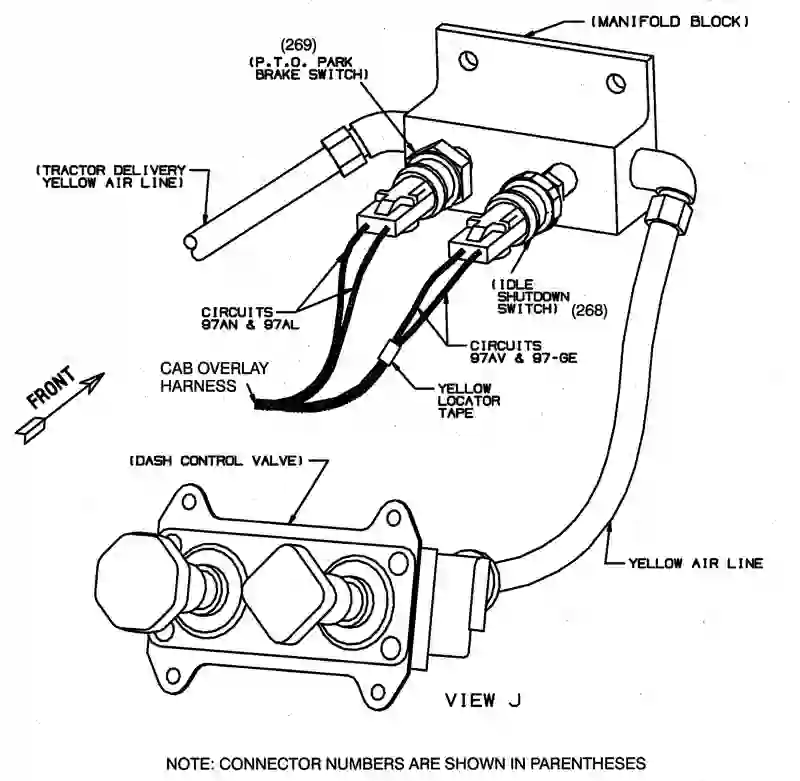 (MANIFOLD BLOCK)
(269)
(P.T.O. PARK
BRAKE SWITCH)
(TRACTOR DELIVERY
YELLOW AIR LINE)
(IDLE
SHUTDOWN
SWITCH) (268)
CIRCUITS
97AN & 97AL
CIRCUITS
97AV & 97-GE
CAB OVERLAY
HARNESS
YELLOW
LOCATOR
TAPE
FRONT
(DASH CONTROL VALVE)
YELLOW AIR LINE
VIEW J
NOTE: CONNECTOR NUMBERS ARE SHOWN IN PARENTHESES